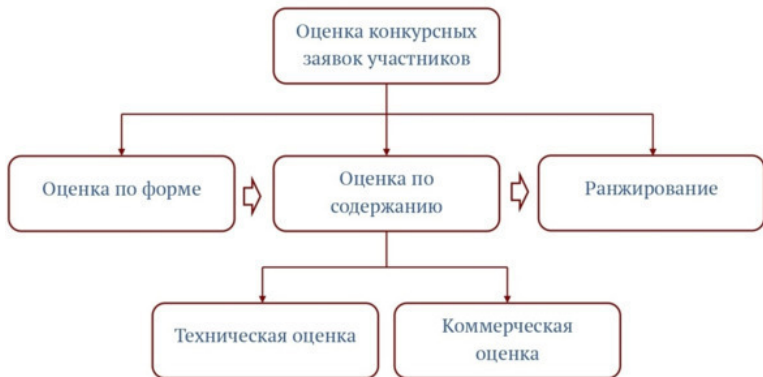 Оценка конкурсных
заявок участников
Оценка по форме
Оценка по
содержанию
Ранжирование
Техническая оценка
Коммерческая
оценка